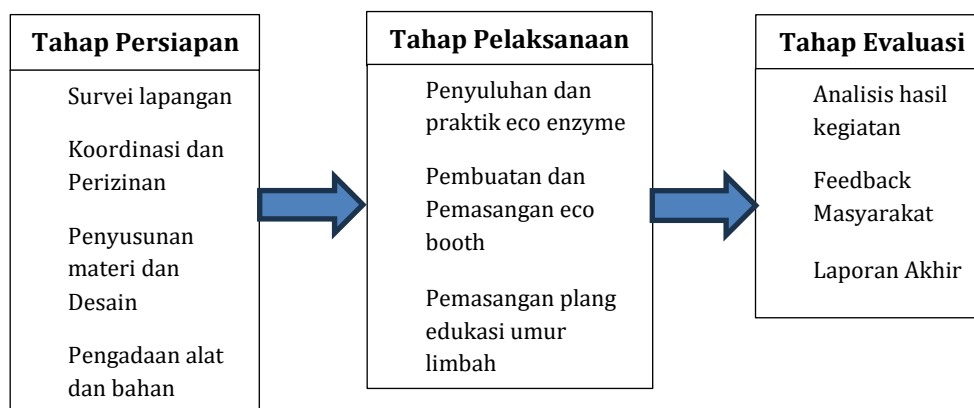 Tahap Persiapan
Survei lapangan
Koordinasi dan
Perizinan
Penyusunan
materi dan
Desain
Pengadaan alat
dan bahan
Tahap Pelaksanaan
Penyuluhan dan
praktik eco enzyme
Pembuatan dan
Pemasangan eco
booth
Pemasangan plang
edukasi umur
limbah
Tahap Evaluasi
Analisis hasil
kegiatan
Feedback
Masyarakat
Laporan Akhir